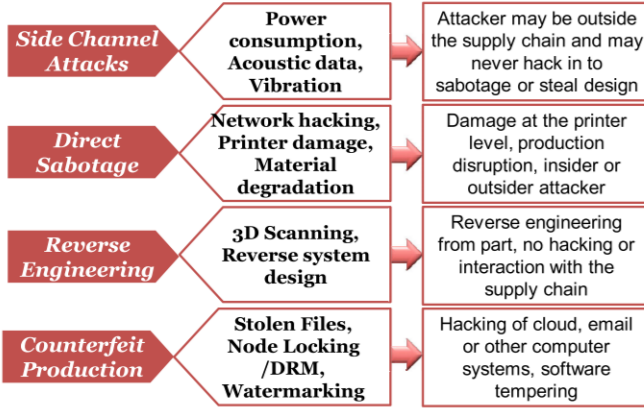 Side Channel
Attacks
Power
consumption,
Acoustic data,
Vibration
Attacker may be outside
the supply chain and may
never hack in to
sabotage or steal design
Direct
Sabotage
Network hacking,
Printer damage,
Material
degradation
Damage at the printer
level, production
disruption, insider or
outsider attacker
Reverse
Engineering
3D Scanning,
Reverse system
design
Reverse engineering
from part, no hacking or
interaction with the
supply chain
Counterfeit
Production
Stolen Files,
Node Locking
/DRM,
Watermarking
Hacking of cloud, email
or other computer
systems, software
tempering